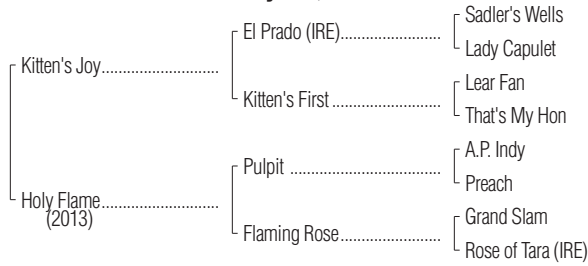 Sadler's Wells
El Prado (IRE)....................
Lady Capulet
Kitten's Joy.......................
Lear Fan
Kitten's First ......................
That's My Hon
A.P. Indy
Pulpit ..............................
Preach
Holy Flame.......................
(2013)
Grand Slam
Flaming Rose....................
Rose of Tara (IRE)